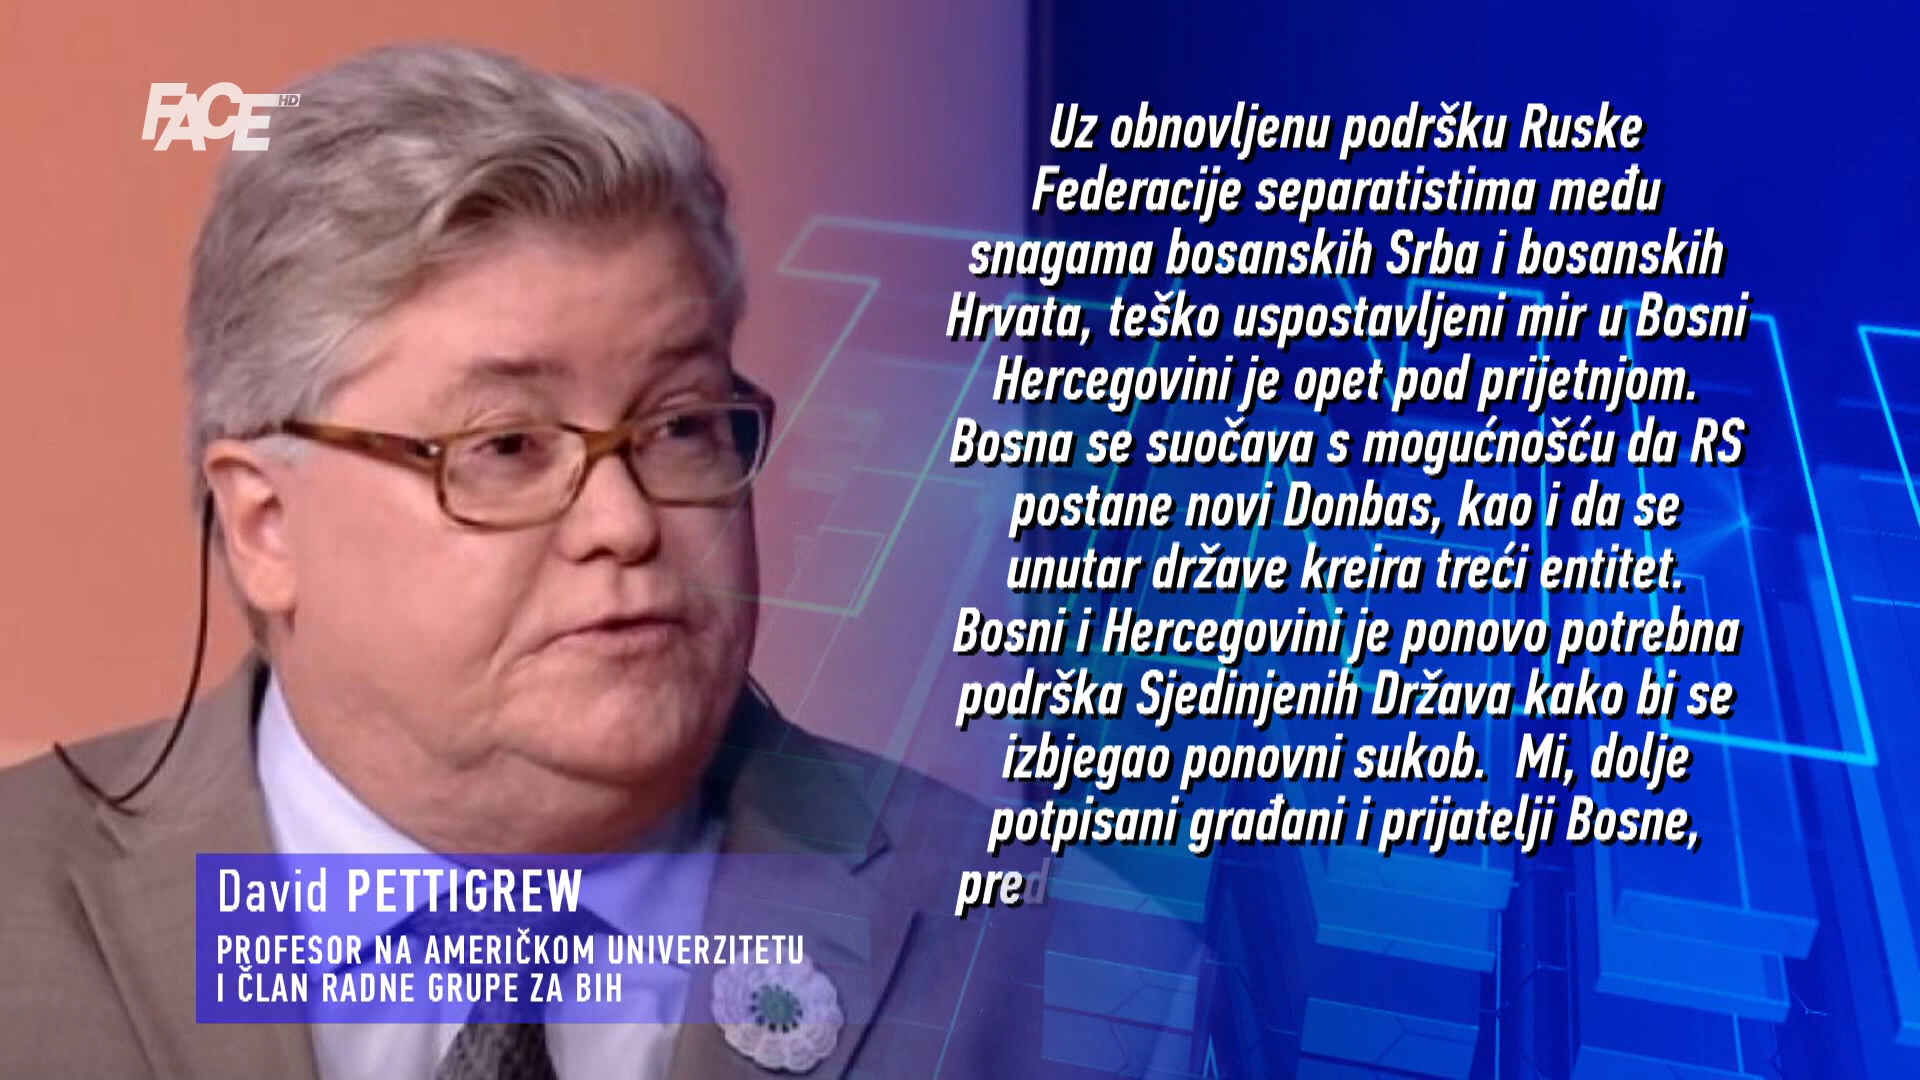 FACE HD
Uz obnovljenu podršku Ruske
Federacije separatistima među
snagama bosanskih Srba i bosanskih
Hrvata, teško uspostavljeni mir u Bosni
Hercegovini je opet pod prijetnjom.
Bosna se suočava s mogućnošću da RS
postane novi Donbas, kao i da se
unutar države kreira treći entitet.
Bosni i Hercegovini je ponovo potrebna
podrška Sjedinjenih Država kako bi se
izbjegao ponovni sukob. Mi, dolje
potpisani građani i prijatelji Bosne,
pred
David PETTIGREW
PROFESOR NA AMERIČKOM UNIVERZITETU
I ČLAN RADNE GRUPE ZA BIH